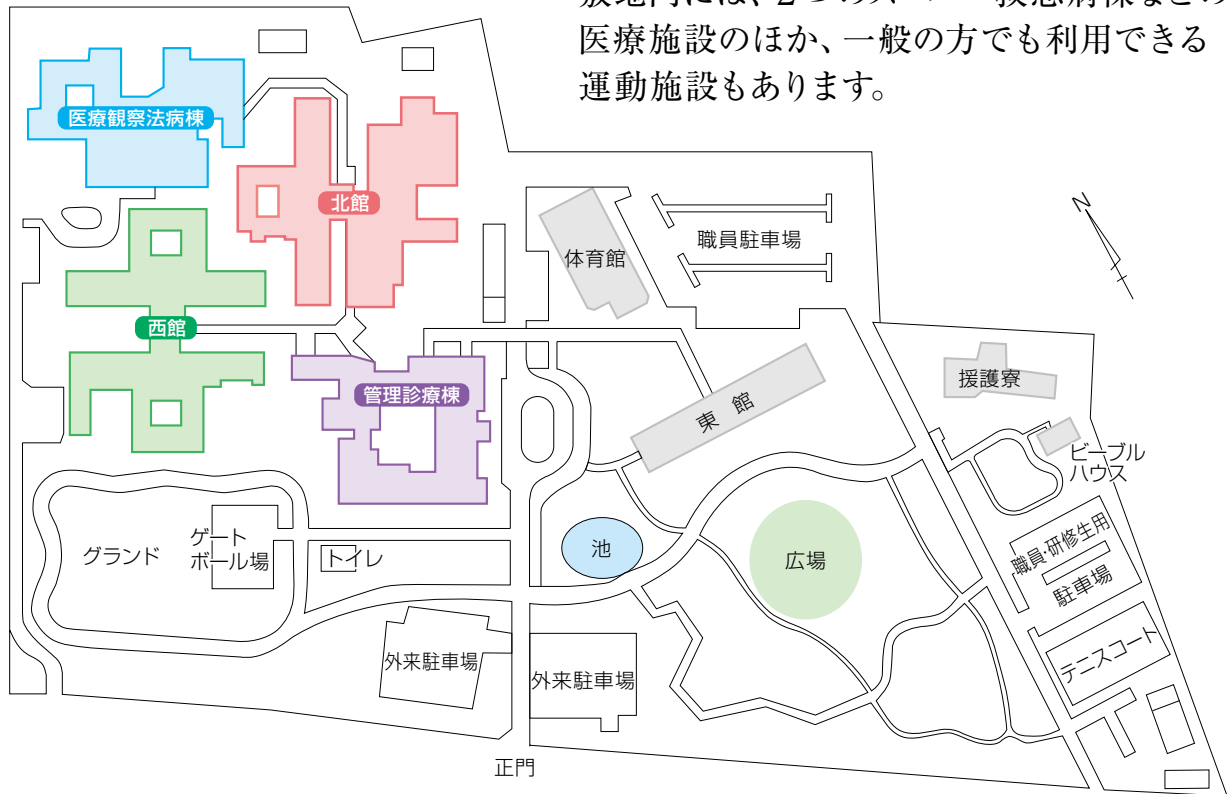 医療施設のほか、一般の方でも利用できる
運動施設もあります。
医療観察法病棟
北館
体育館
職員駐車場
N
西館
管理診療棟
東館
援護寮
ビーブル
ハウス
グランド
ゲート
ボール場
トイレ
池
広場
職員・研修生用
駐車場
テニスコート
外来駐車場
外来駐車場
正門